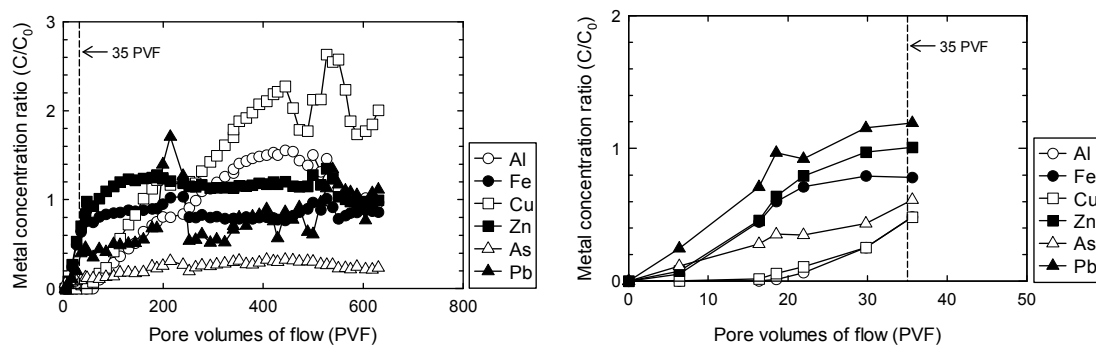 Metal concentration ratio (C/C0)
3
2
1
0
← 35 PVF
0 200 400 600 800
Pore volumes of flow (PVF)
Al
Fe
Cu
Zn
As
Pb
Metal concentration ratio (C/C0)
2
1
0
← 35 PVF
0 10 20 30 40 50
Pore volumes of flow (PVF)
Al
Fe
Cu
Zn
As
Pb